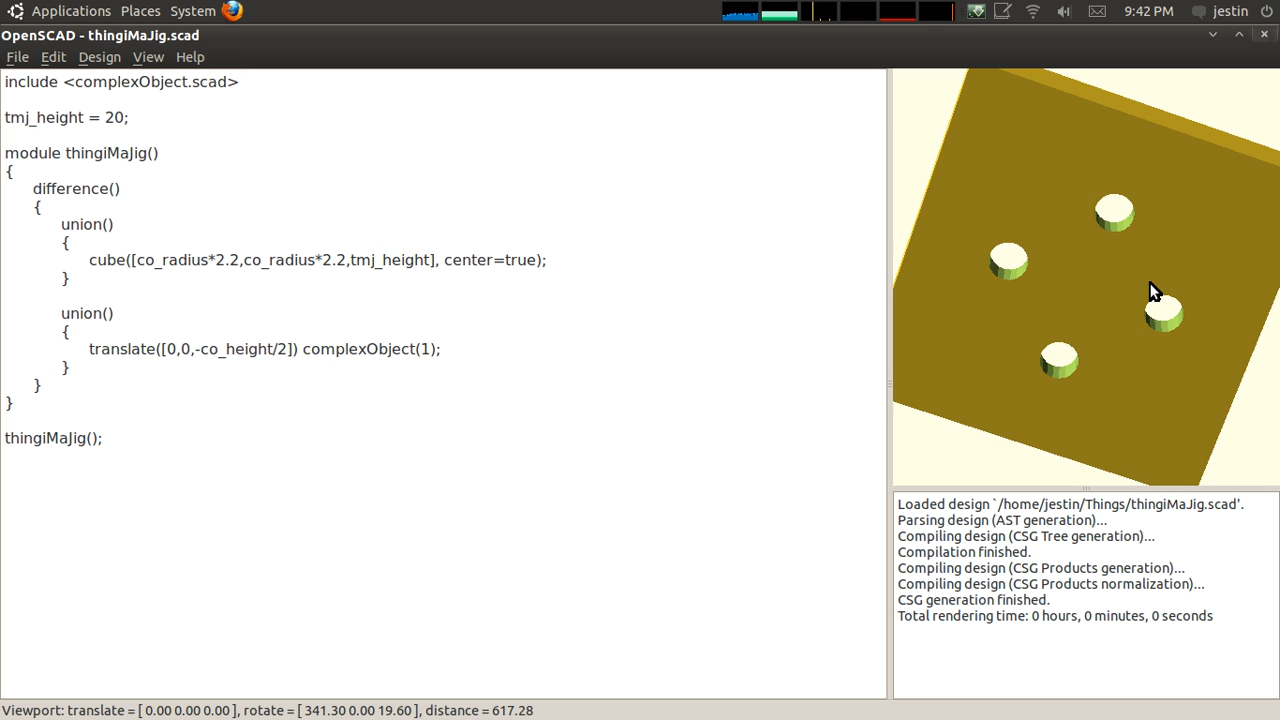 Applications Places System 9:42 PM jestin
OpenSCAD - thingiMaJig.scad
File Edit Design View Help
include <complexObject.scad>
tmj_height = 20;
module thingiMaJig()
{
difference()
{
union()
{
cube([co_radius*2.2,co_radius*2.2,tmj_height], center=true);
}
union()
{
translate([0,0,-co_height/2]) complexObject(1);
}
}
}
thingiMaJig();
Loaded design `/home/jestin/Things/thingiMaJig.scad'.
Parsing design (AST generation)...
Compiling design (CSG Tree generation)...
Compilation finished.
Compiling design (CSG Products generation)...
Compiling design (CSG Products normalization)...
CSG generation finished.
Total rendering time: 0 hours, 0 minutes, 0 seconds
Viewport: translate = [ 0.00 0.00 0.00 ], rotate = [ 341.30 0.00 19.60 ], distance = 617.28